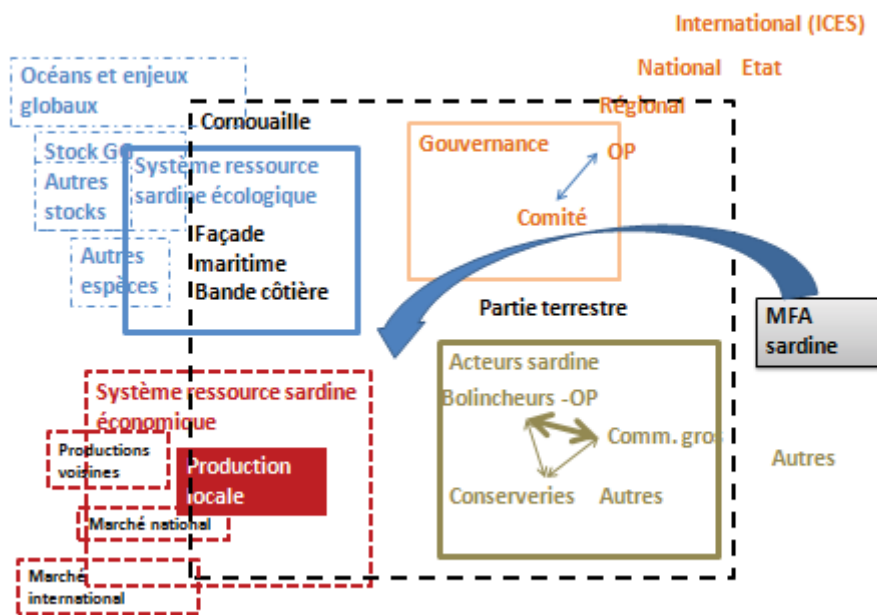 International (ICES)
National Etat
Régional
Océans et enjeux
globaux
Cornouaille
Stock GG
Autres
stocks
Système ressource
sardine écologique
Gouvernance
OP
Comité
Façade
maritime
Bande côtière
Autres
espèces
Partie terrestre
MFA
sardine
Acteurs sardine
Bolincheurs -OP
Comm. gros
Conserveries Autres
Autres
Système ressource sardine
économique
Productions
voisines
Production
locale
Marché national
Marché
international